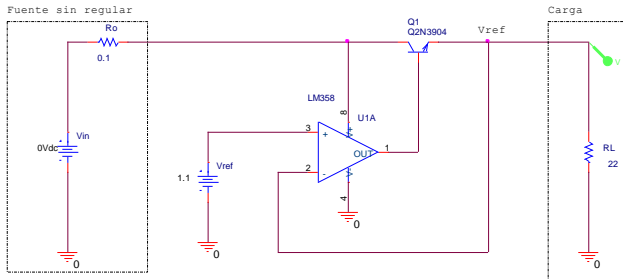 Fuente sin regular
Carga
Ro
0.1
Q1
Q2N3904
Vref
V
LM358
8
U1A
3
+
OUT
1
2
-
4
0Vdc
Vin
1.1
Vref
RL
22
0
0
0
0